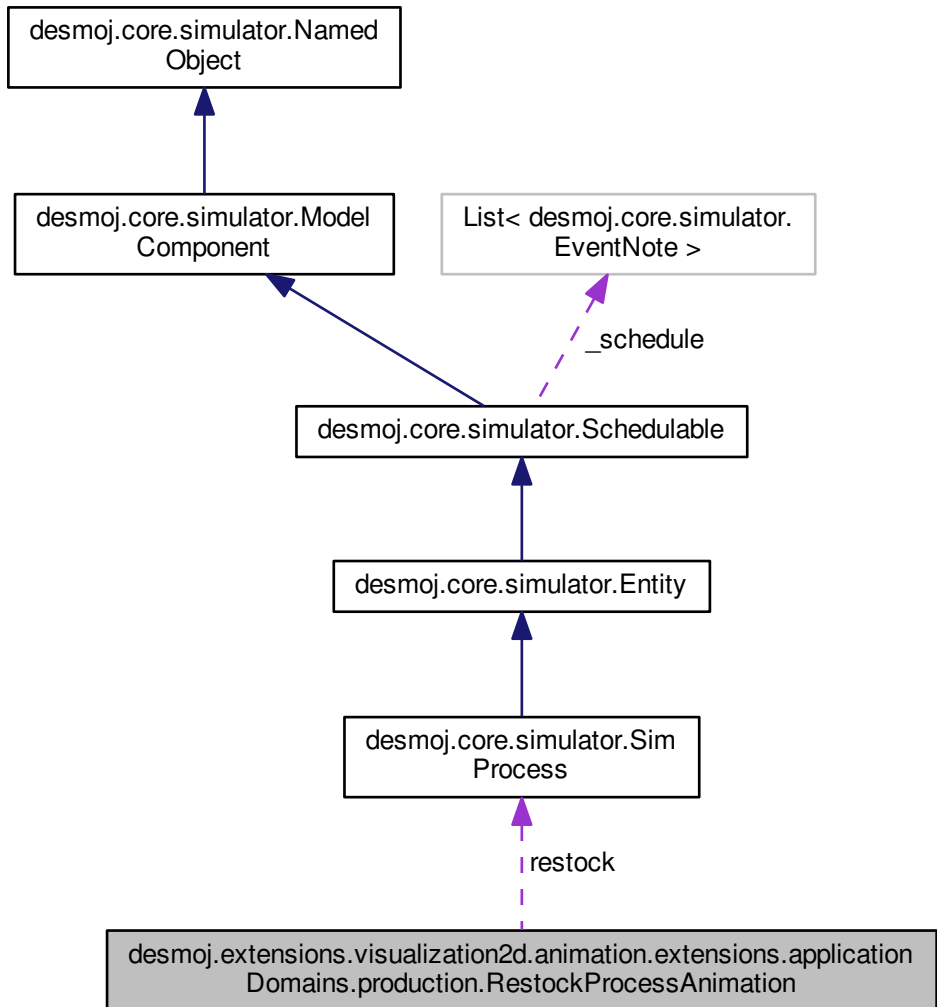 desmoj.core.simulator.Named
Object
desmoj.core.simulator.Model
Component
List< desmoj.core.simulator.
EventNote >
_schedule
desmoj.core.simulator.Schedulable
desmoj.core.simulator.Entity
desmoj.core.simulator.Sim
Process
restock
desmoj.extensions.visualization2d.animation.extensions.application
Domains.production.RestockProcessAnimation